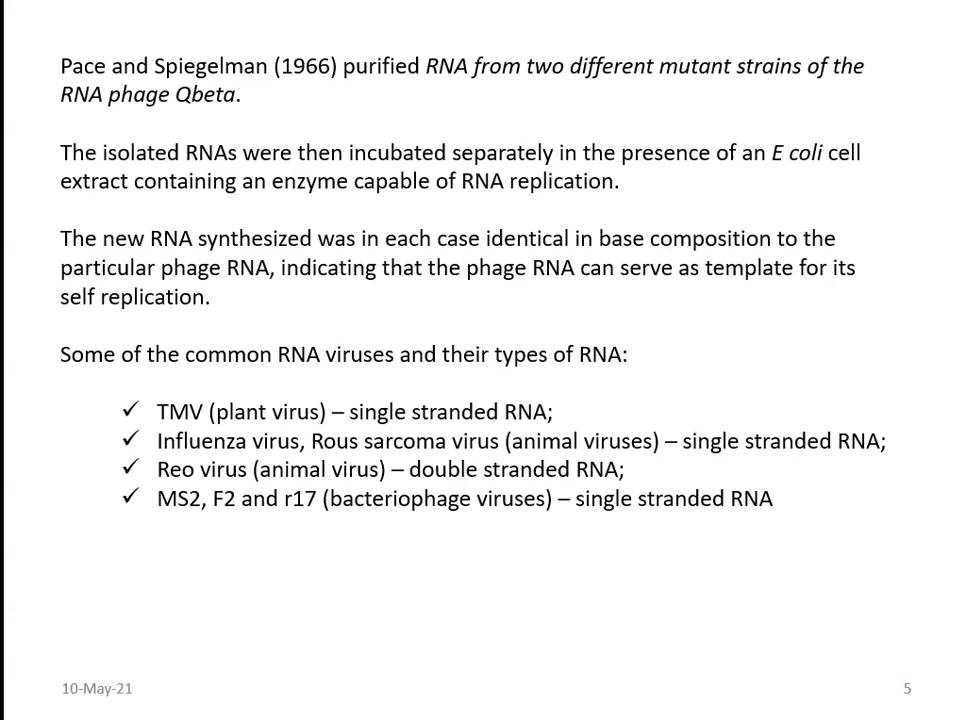 Pace and Spiegelman (1966) purified RNA from two different mutant strains of the
RNA phage Qbeta.
The isolated RNAs were then incubated separately in the presence of an E coli cell
extract containing an enzyme capable of RNA replication.
The new RNA synthesized was in each case identical in base composition to the
particular phage RNA, indicating that the phage RNA can serve as template for its
self replication.
Some of the common RNA viruses and their types of RNA:
✓ TMV (plant virus) – single stranded RNA;
✓ Influenza virus, Rous sarcoma virus (animal viruses) – single stranded RNA;
✓ Reo virus (animal virus) – double stranded RNA;
✓ MS2, F2 and r17 (bacteriophage viruses) – single stranded RNA
10-May-21
5